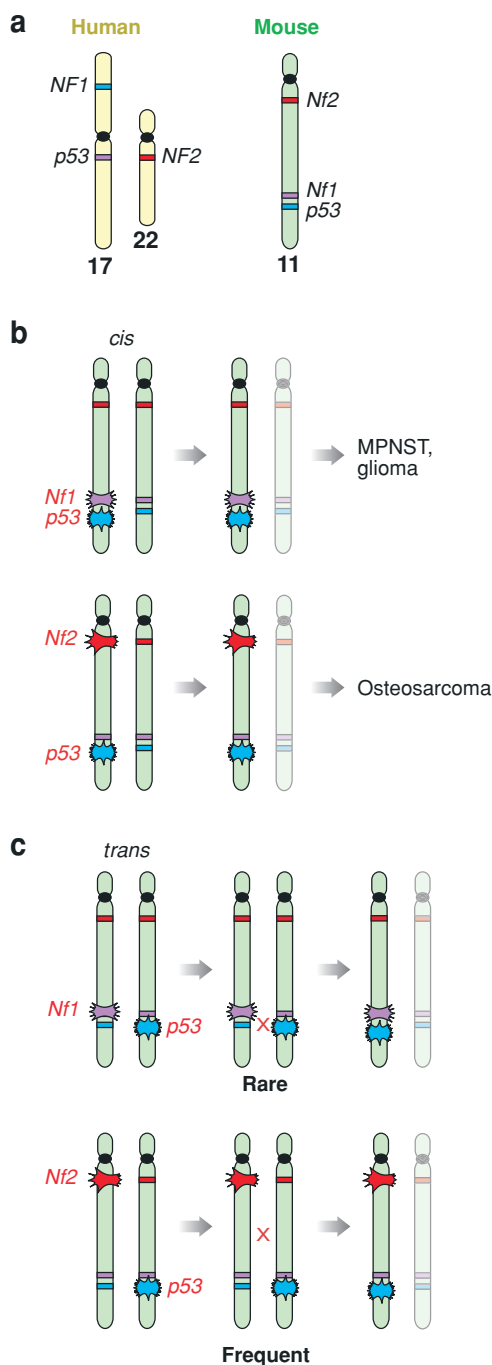 a
Human
Mouse
NF1
p53
NF2
17
22
Nf2
Nf1
p53
11
b
cis
Nf1
p53
MPNST,
glioma
Nf2
p53
Osteosarcoma
c
trans
Nf1
p53
X
Rare
Nf2
p53
X
Frequent